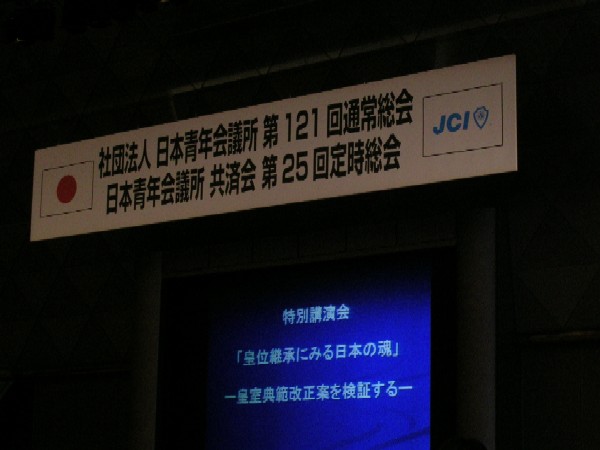 社団法人 日本青年会議所 第121回通常総会
日本青年会議所 共済会 第25回定時総会
JCI
特別講演会
「皇位継承にみる日本の魂」
―皇室典範改正案を検証する―